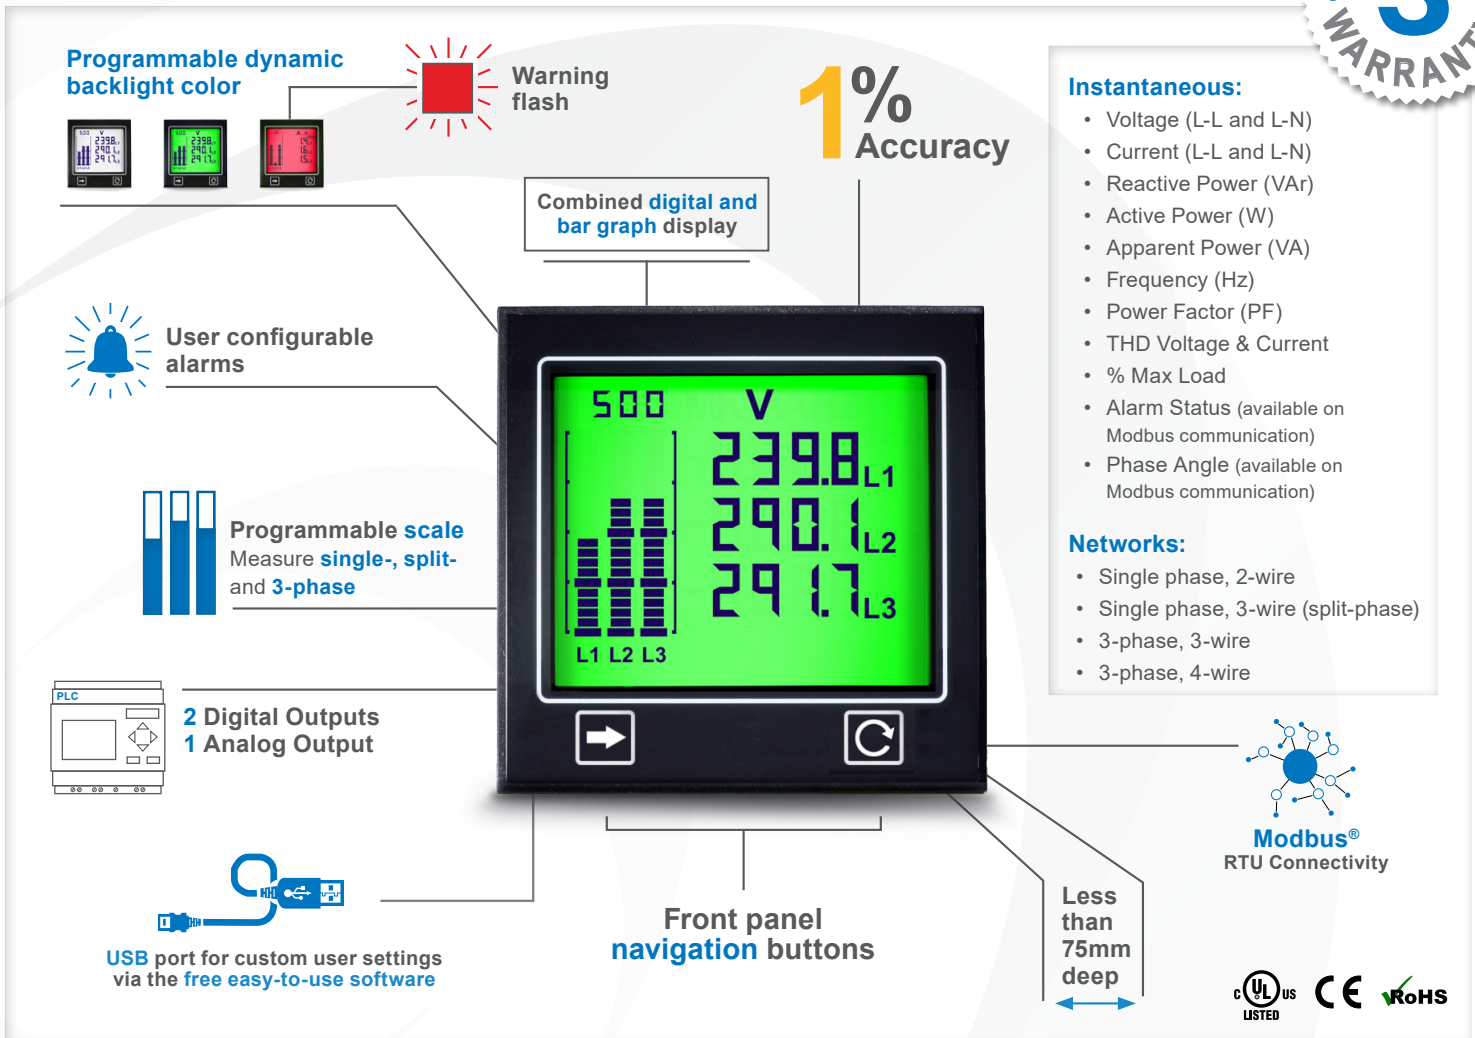 3
WARRANT
Programmable dynamic
backlight color
Warning
flash
1%
Accuracy
Combined digital and
bar graph display
User configurable
alarms
Programmable scale
Measure single-, split-
and 3-phase
PLC
2 Digital Outputs
1 Analog Output
USB port for custom user settings
via the free easy-to-use software
500 V
239.8 L1
290.1 L2
291.7 L3
L1 L2 L3
Front panel
navigation buttons
Less
than
75mm
deep
Instantaneous:
• Voltage (L-L and L-N)
• Current (L-L and L-N)
• Reactive Power (VAr)
• Active Power (W)
• Apparent Power (VA)
• Frequency (Hz)
• Power Factor (PF)
• THD Voltage & Current
• % Max Load
• Alarm Status (available on
Modbus communication)
• Phase Angle (available on
Modbus communication)
Networks:
• Single phase, 2-wire
• Single phase, 3-wire (split-phase)
• 3-phase, 3-wire
• 3-phase, 4-wire
Modbus®
RTU Connectivity
C UL US
LISTED
CE
RoHS